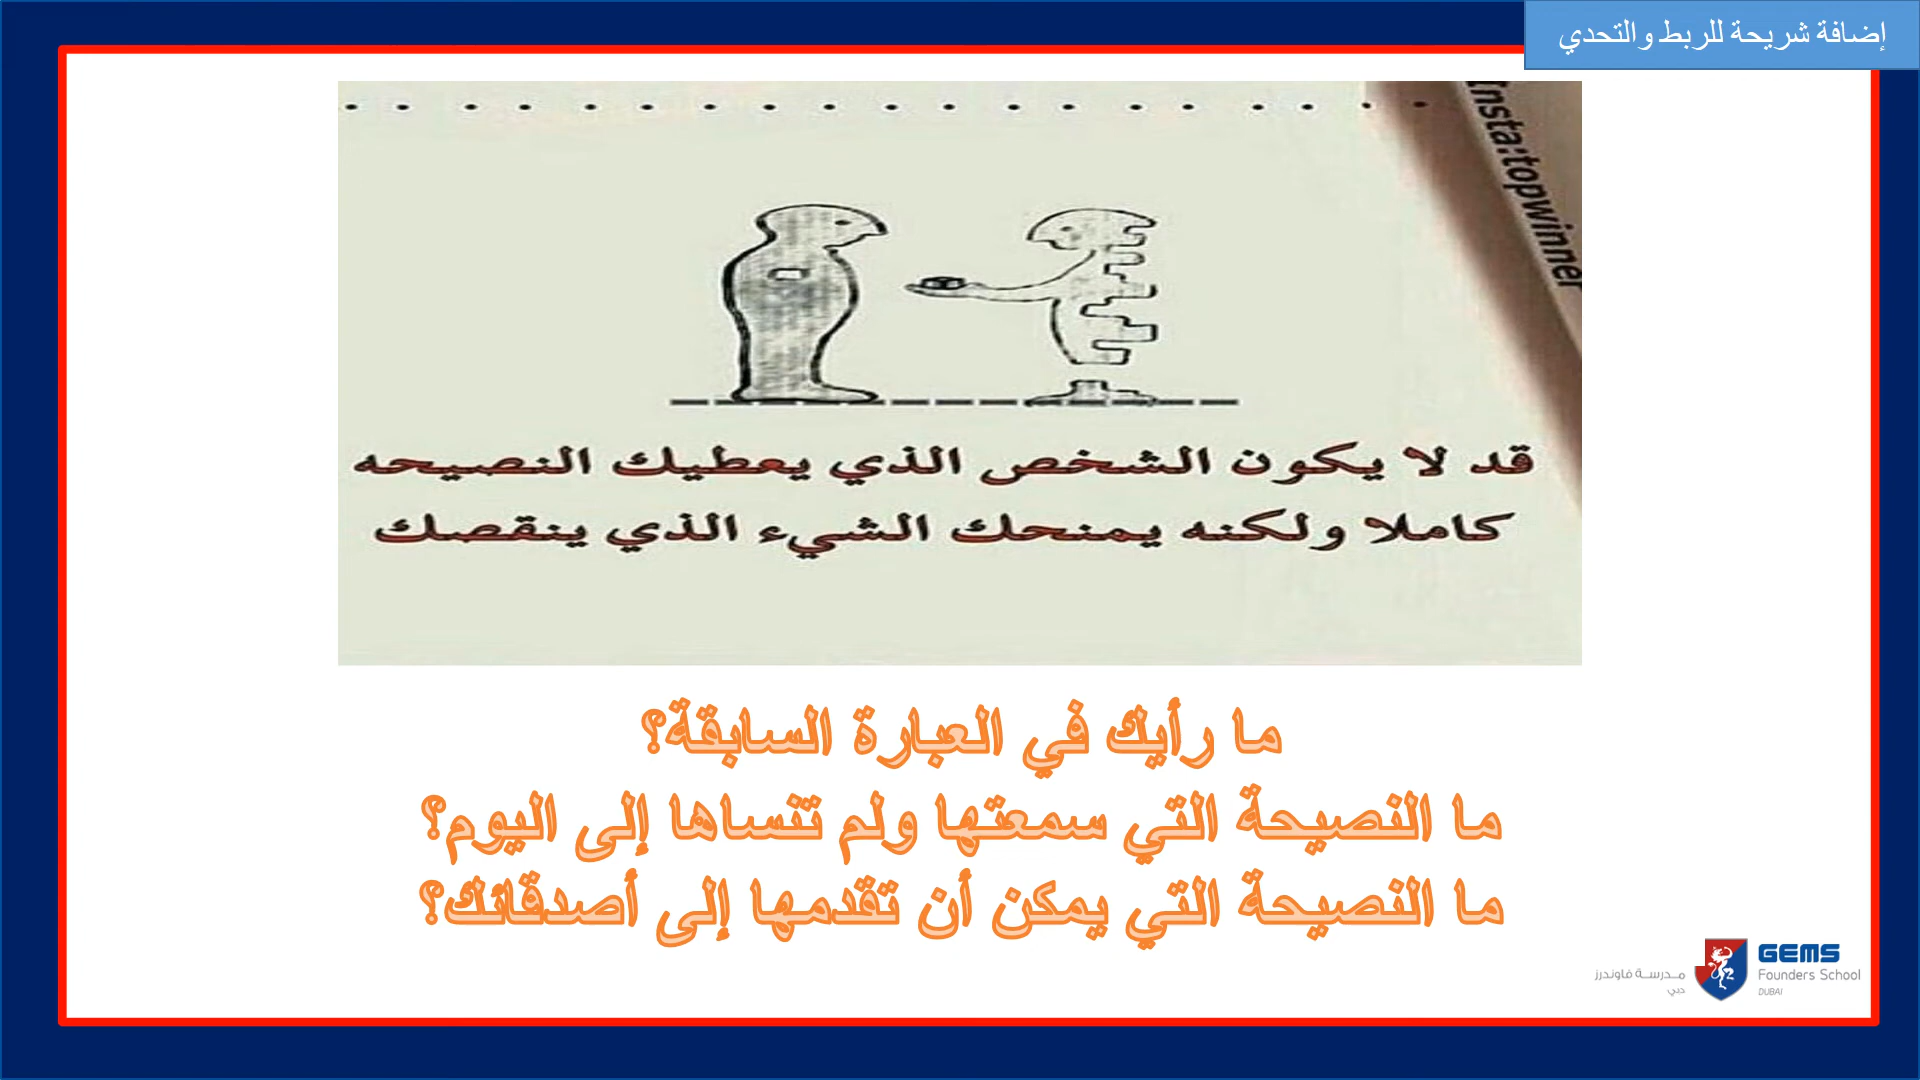 إضافة شريحة للربط والتحدي
insta:topwinner
قد لا يكون الشخص الذي يعطيك النصيحه
كاملا ولكنه يمنحك الشيء الذي ينقصك
ما رأيك في العبارة السابقة؟
ما النصيحة التي سمعتها ولم تنساها إلى اليوم؟
ما النصيحة التي يمكن أن تقدمها إلى أصدقائك؟
GEMS
Founders School
DUBAI
مدرسة فاوندرز
دبي